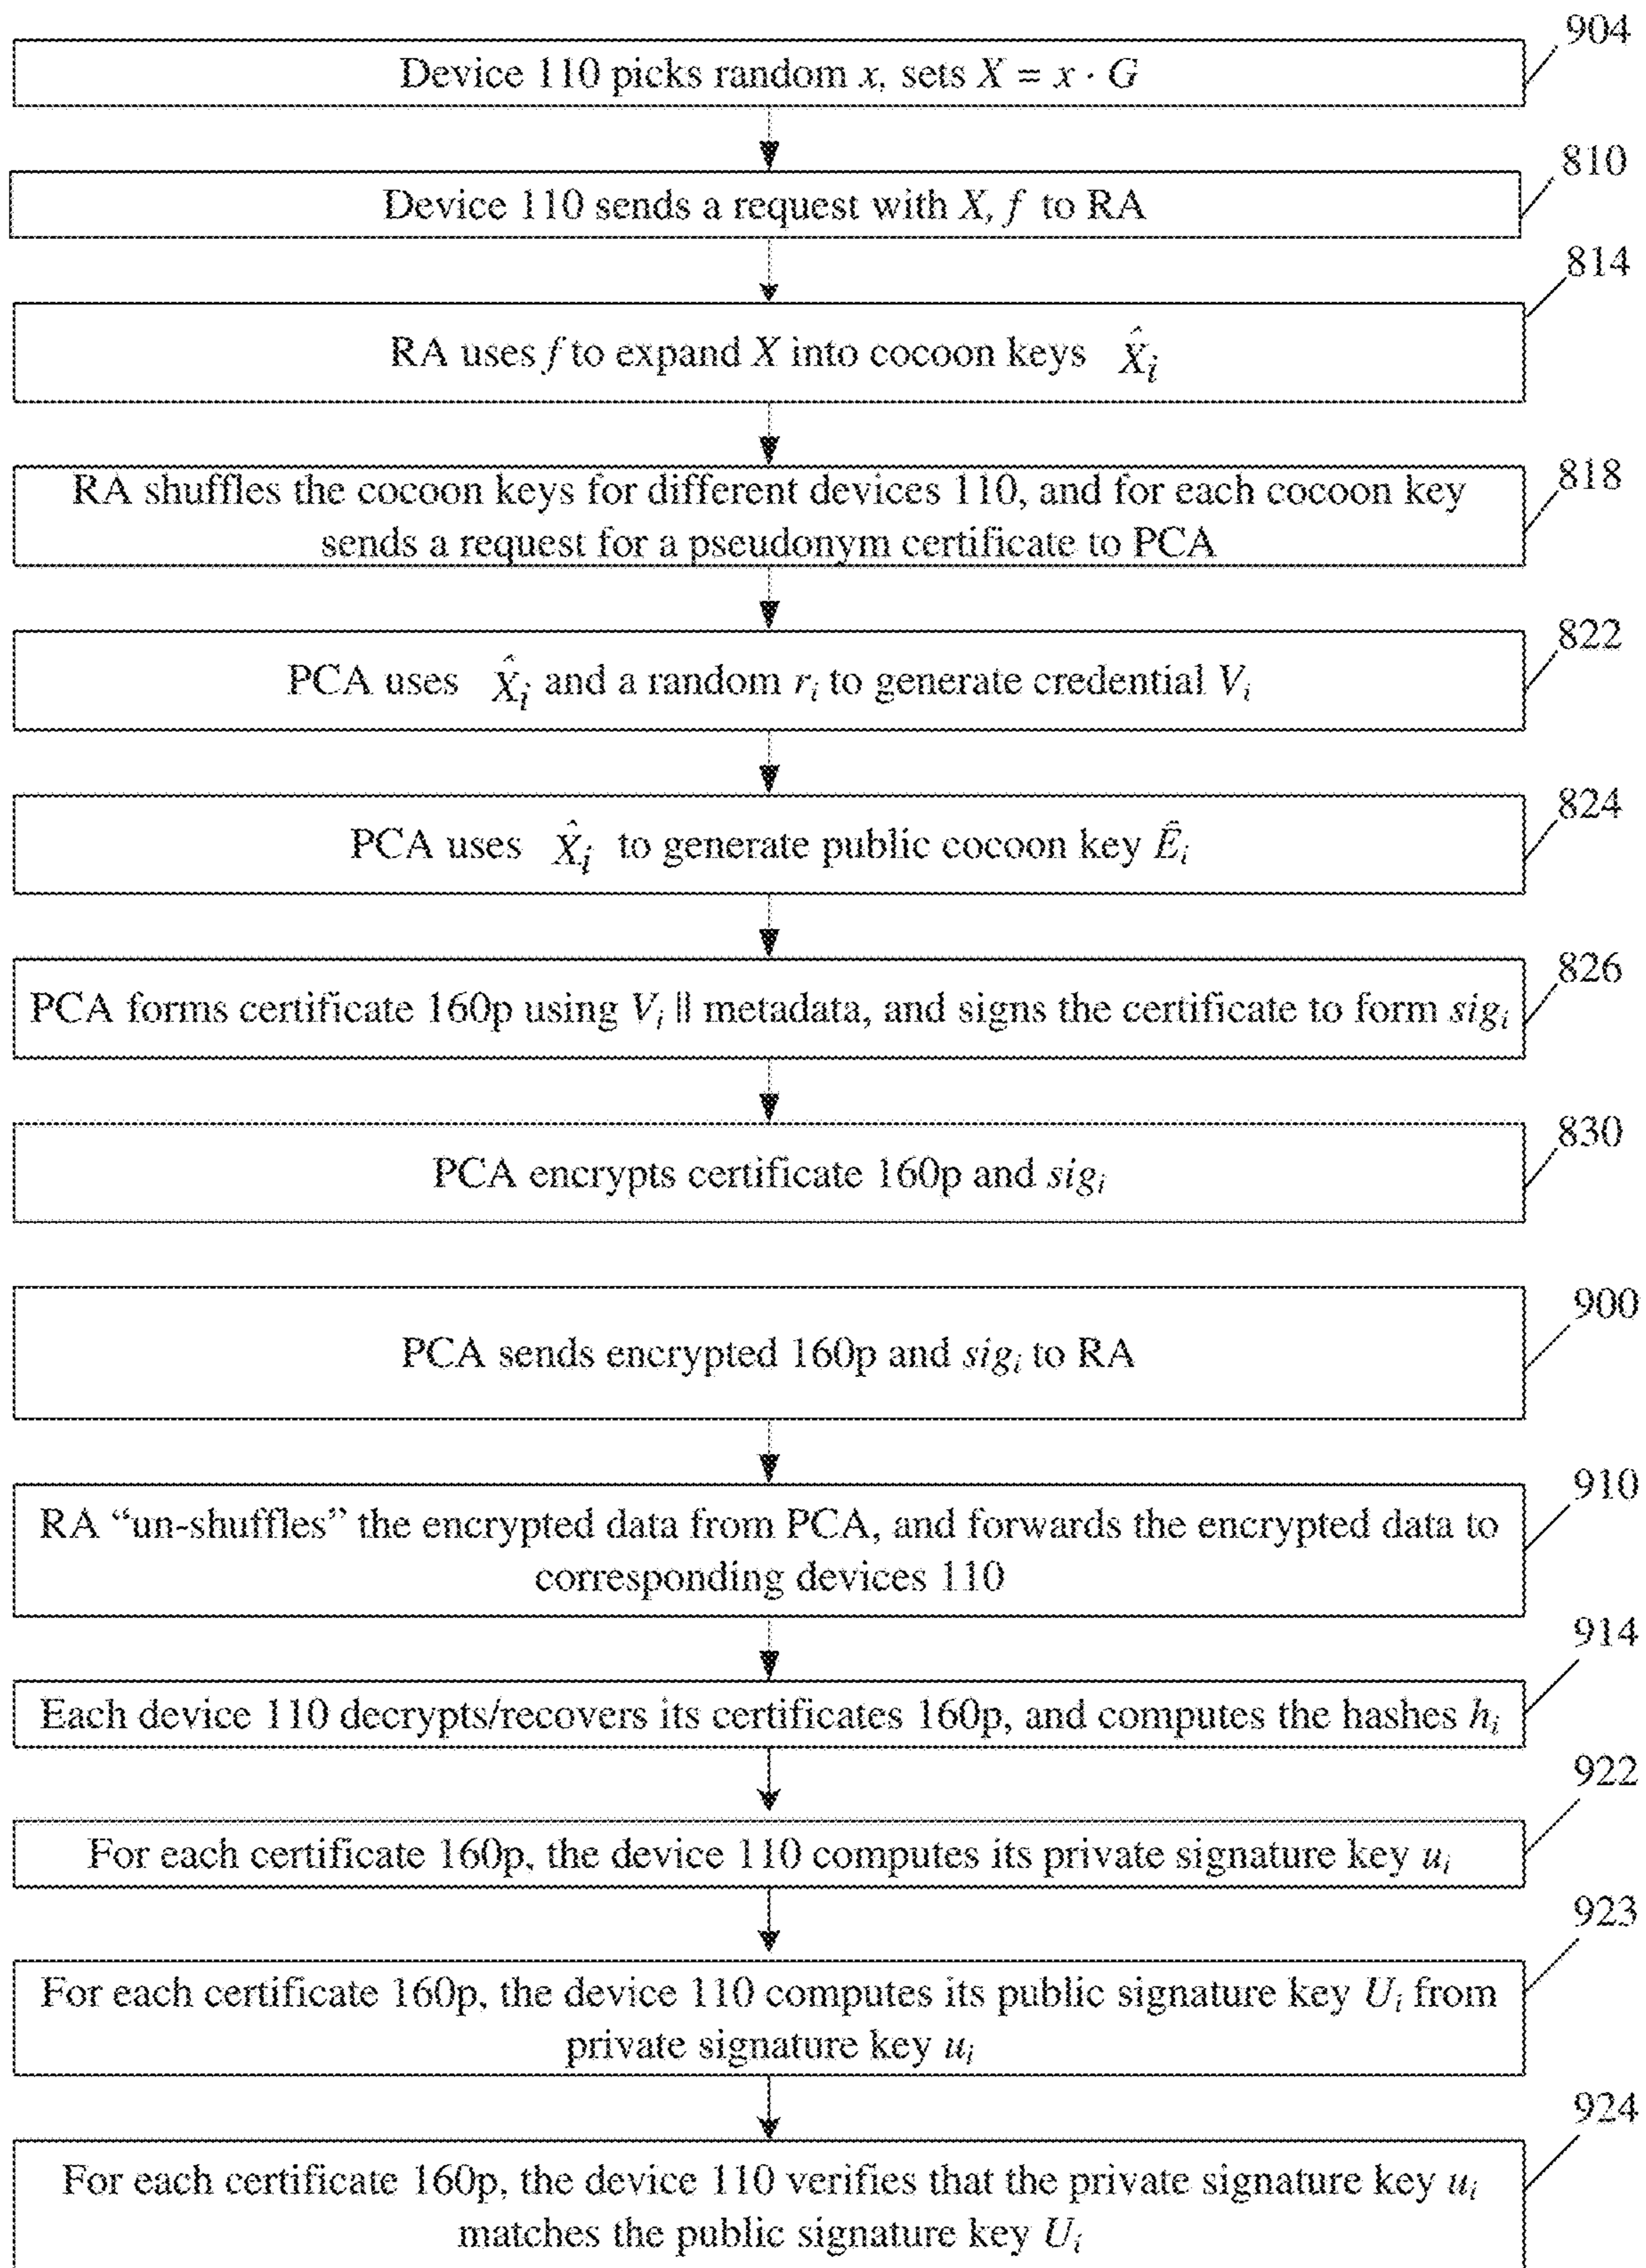 904
Device 110 picks random x, sets X = x · G
810
Device 110 sends a request with X, f to RA
814
RA uses f to expand X into cocoon keys X̂ᵢ
818
RA shuffles the cocoon keys for different devices 110, and for each cocoon key
sends a request for a pseudonym certificate to PCA
822
PCA uses X̂ᵢ and a random rᵢ to generate credential Vᵢ
824
PCA uses X̂ᵢ to generate public cocoon key Êᵢ
826
PCA forms certificate 160p using Vᵢ || metadata, and signs the certificate to form sigᵢ
830
PCA encrypts certificate 160p and sigᵢ
900
PCA sends encrypted 160p and sigᵢ to RA
910
RA “un-shuffles” the encrypted data from PCA, and forwards the encrypted data to
corresponding devices 110
914
Each device 110 decrypts/recovers its certificates 160p, and computes the hashes hᵢ
922
For each certificate 160p, the device 110 computes its private signature key uᵢ
923
For each certificate 160p, the device 110 computes its public signature key Uᵢ from
private signature key uᵢ
924
For each certificate 160p, the device 110 verifies that the private signature key uᵢ
matches the public signature key Uᵢ